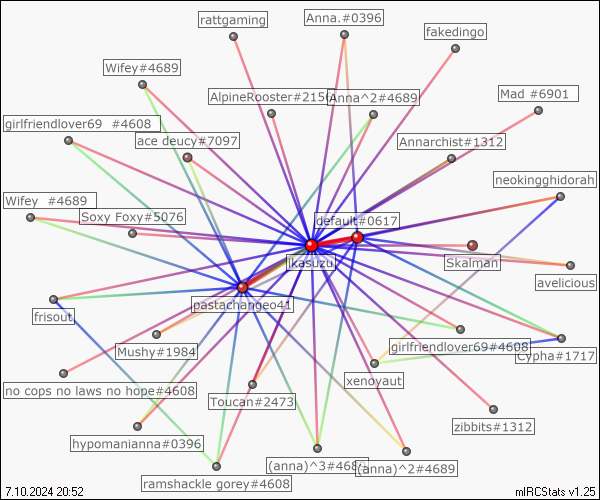 rattgaming
Anna.#0396
fakedingo
Wifey#4689
AlpineRooster#2150
Anna^2#4689
Mad #6901
girlfriendlover69 #4608
ace deucy#7097
Annarchist#1312
neokingghidorah
Wifey #4689
Soxy Foxy#5076
default#0617
jkasuzu
Skalman
avelicious
frisout
pastachangeo41
Mushy#1984
girlfriendlover69#4608
Cypha#1717
no cops no laws no hope#4608
xenoyaut
Toucan#2473
zibbits#1312
hypomanianna#0396
ramshackle gorey#4608
(anna)^3#468
(anna)^2#4689
7.10.2024 20:52
mIRCStats v1.25